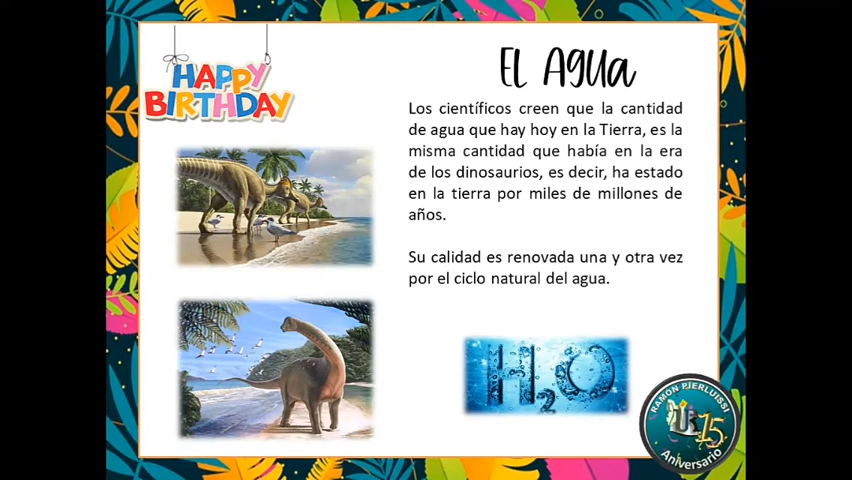 HAPPY
BIRTHDAY
EL AGUA
Los científicos creen que la cantidad
de agua que hay hoy en la Tierra, es la
misma cantidad que había en la era
de los dinosaurios, es decir, ha estado
en la tierra por miles de millones de
años.
Su calidad es renovada una y otra vez
por el ciclo natural del agua.
H2O
RAMON PIERLUISSI
15
Aniversario